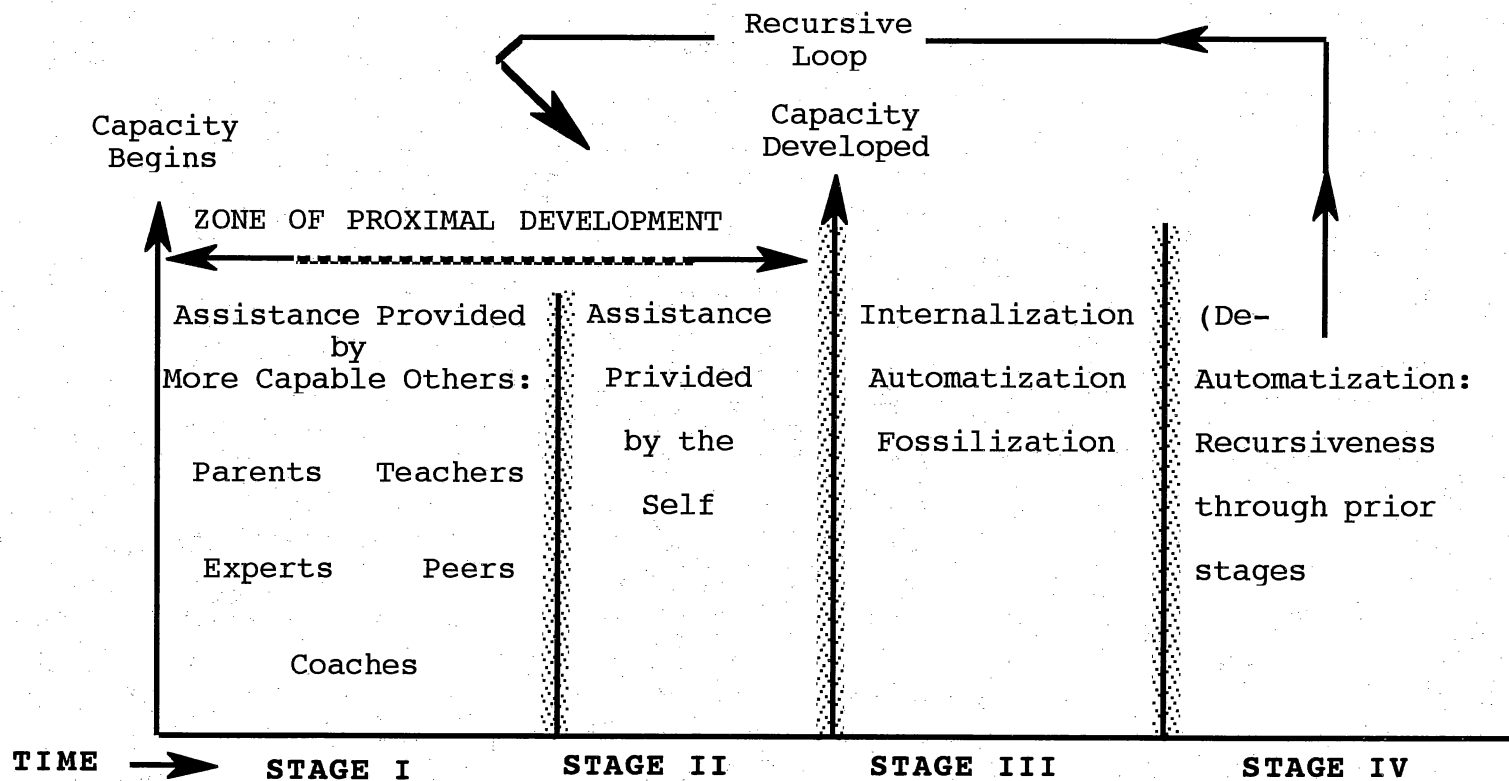 Recursive
Loop
Capacity
Begins
Capacity
Developed
ZONE OF PROXIMAL DEVELOPMENT
Assistance Provided
by
More Capable Others:
Parents Teachers
Experts Peers
Coaches
Assistance
Privided
by the
Self
Internalization
Automatization
Fossilization
(De-
Automatization:
Recursiveness
through prior
stages
TIME
STAGE I
STAGE II
STAGE III
STAGE IV